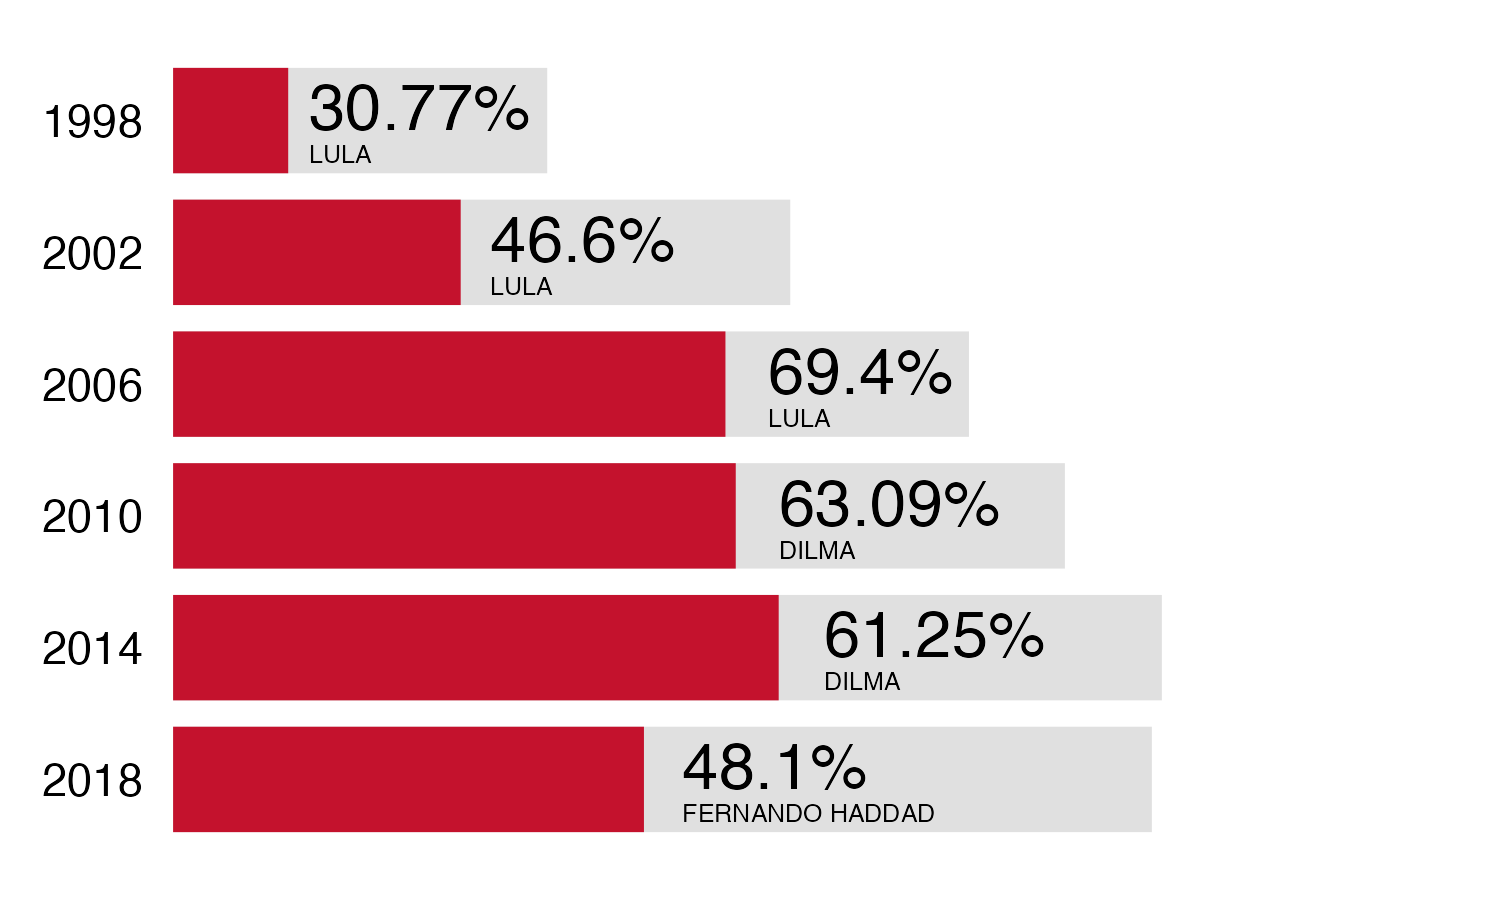 1998
30.77%
LULA
2002
46.6%
LULA
2006
69.4%
LULA
2010
63.09%
DILMA
2014
61.25%
DILMA
2018
48.1%
FERNANDO HADDAD